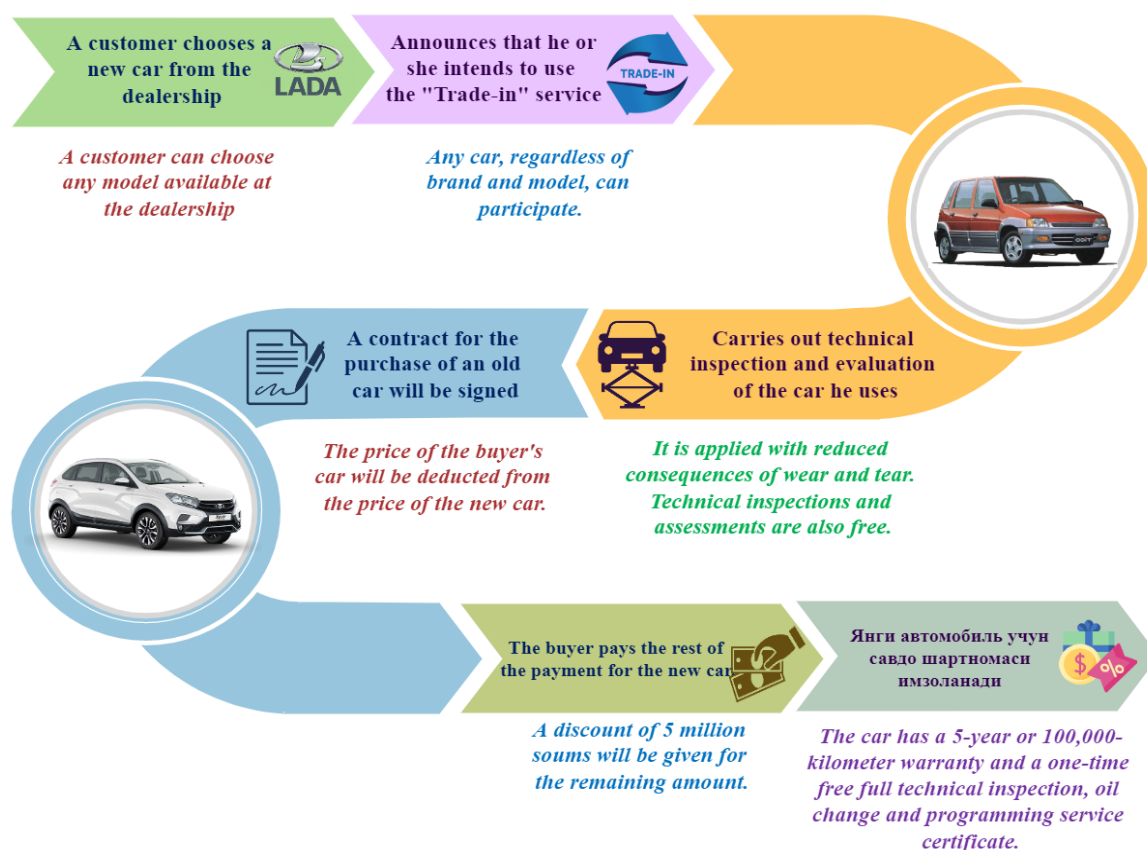 A customer chooses a
new car from the
dealership
LADA
Announces that he or
she intends to use
the "Trade-in" service
TRADE-IN
A customer can choose
any model available at
the dealership
Any car, regardless of
brand and model, can
participate.
A contract for the
purchase of an old
car will be signed
Carries out technical
inspection and evaluation
of the car he uses
The price of the buyer's
car will be deducted from
the price of the new car.
It is applied with reduced
consequences of wear and tear.
Technical inspections and
assessments are also free.
The buyer pays the rest of
the payment for the new car
Янги автомобиль учун
савдо шартномаси
имзоланади
$
%
A discount of 5 million
soums will be given for
the remaining amount.
The car has a 5-year or 100,000-
kilometer warranty and a one-time
free full technical inspection, oil
change and programming service
certificate.